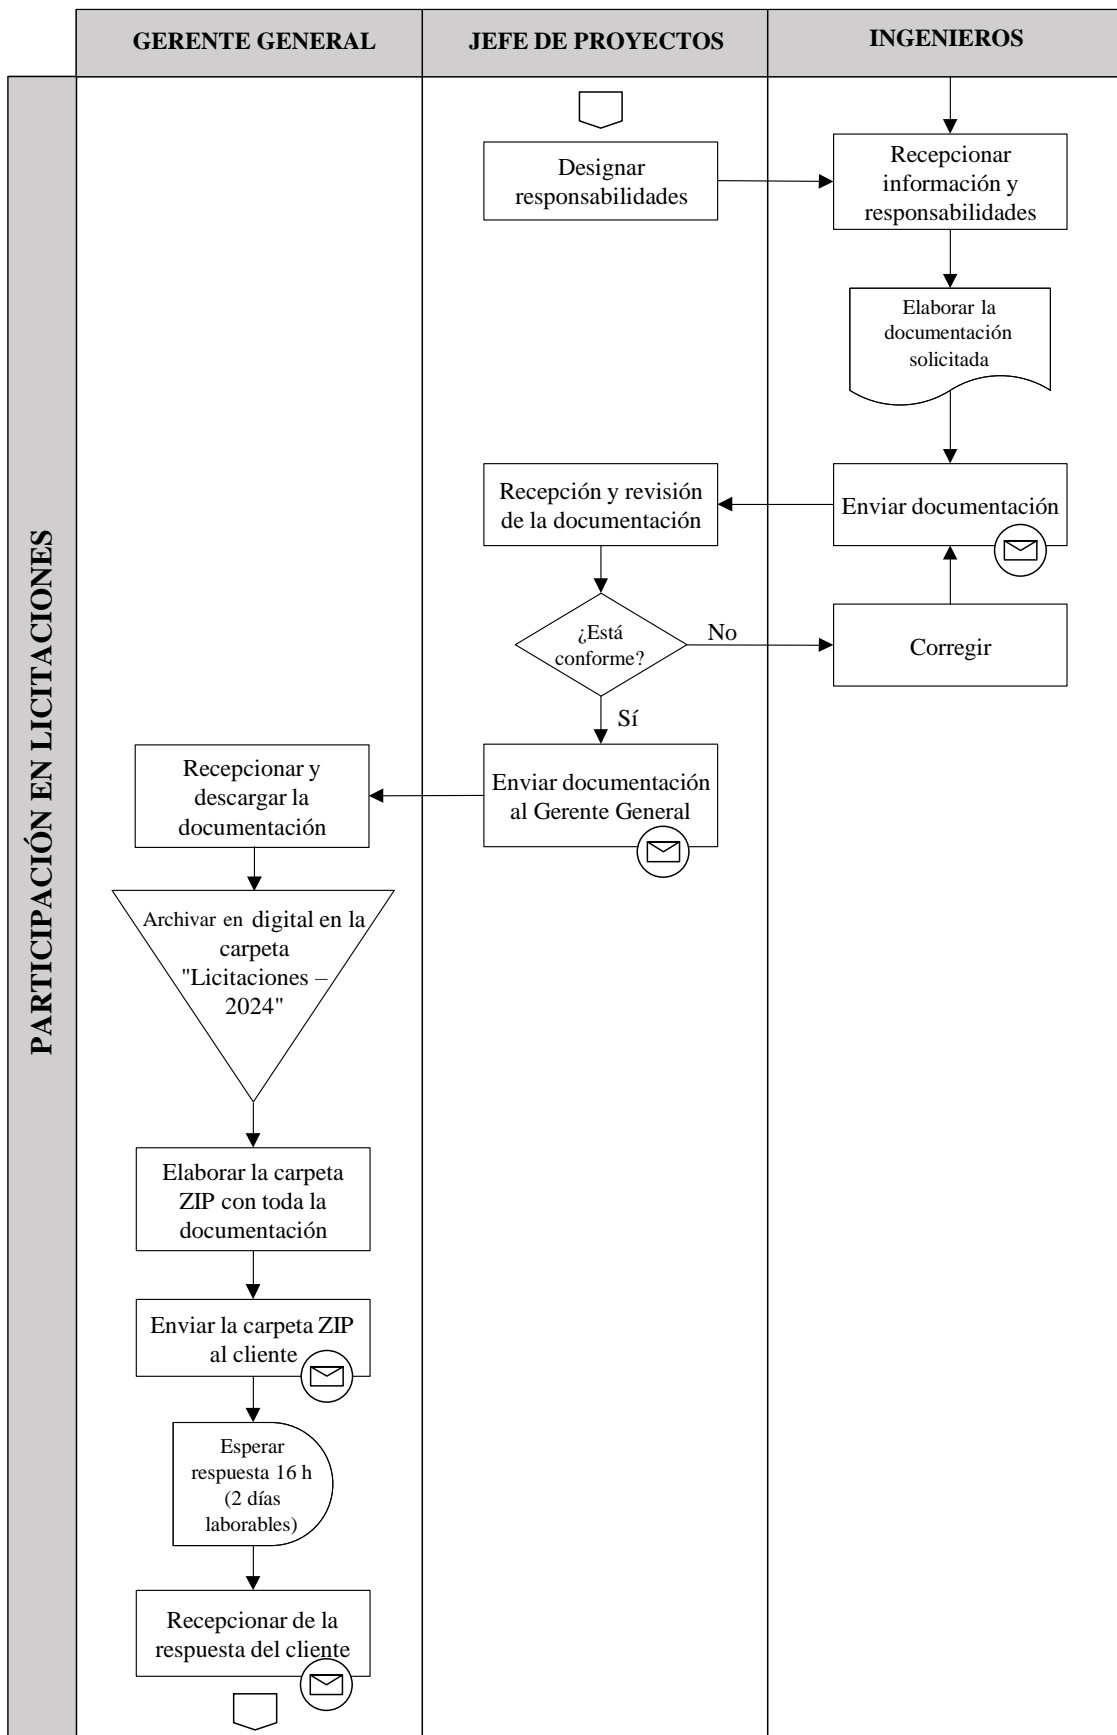 GERENTE GENERAL
JEFE DE PROYECTOS
INGENIEROS
PARTICIPACIÓN EN LICITACIONES
Designar
responsabilidades
Recepcionar
información y
responsabilidades
Elaborar la
documentación
solicitada
Recepción y revisión
de la documentación
Enviar documentación
¿Está
conforme?
No
Corregir
Sí
Recepcionar y
descargar la
documentación
Enviar documentación
al Gerente General
Archivar en digital en la
carpeta
"Licitaciones –
2024"
Elaborar la carpeta
ZIP con toda la
documentación
Enviar la carpeta ZIP
al cliente
Esperar
respuesta 16 h
(2 días
laborables)
Recepcionar de la
respuesta del cliente